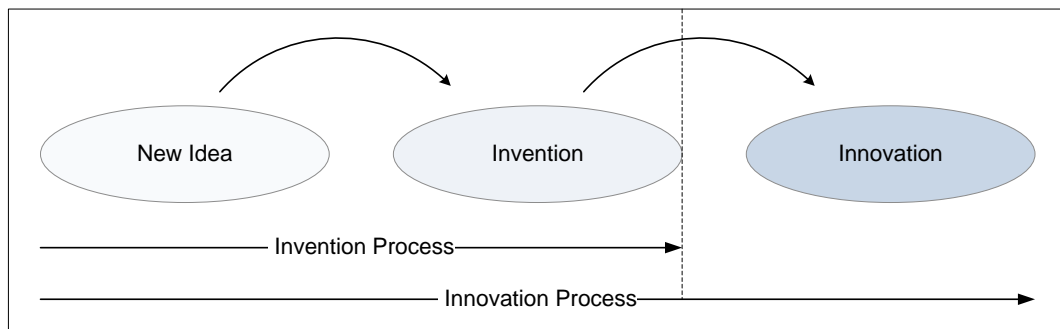 New Idea
Invention
Innovation
Invention Process
Innovation Process